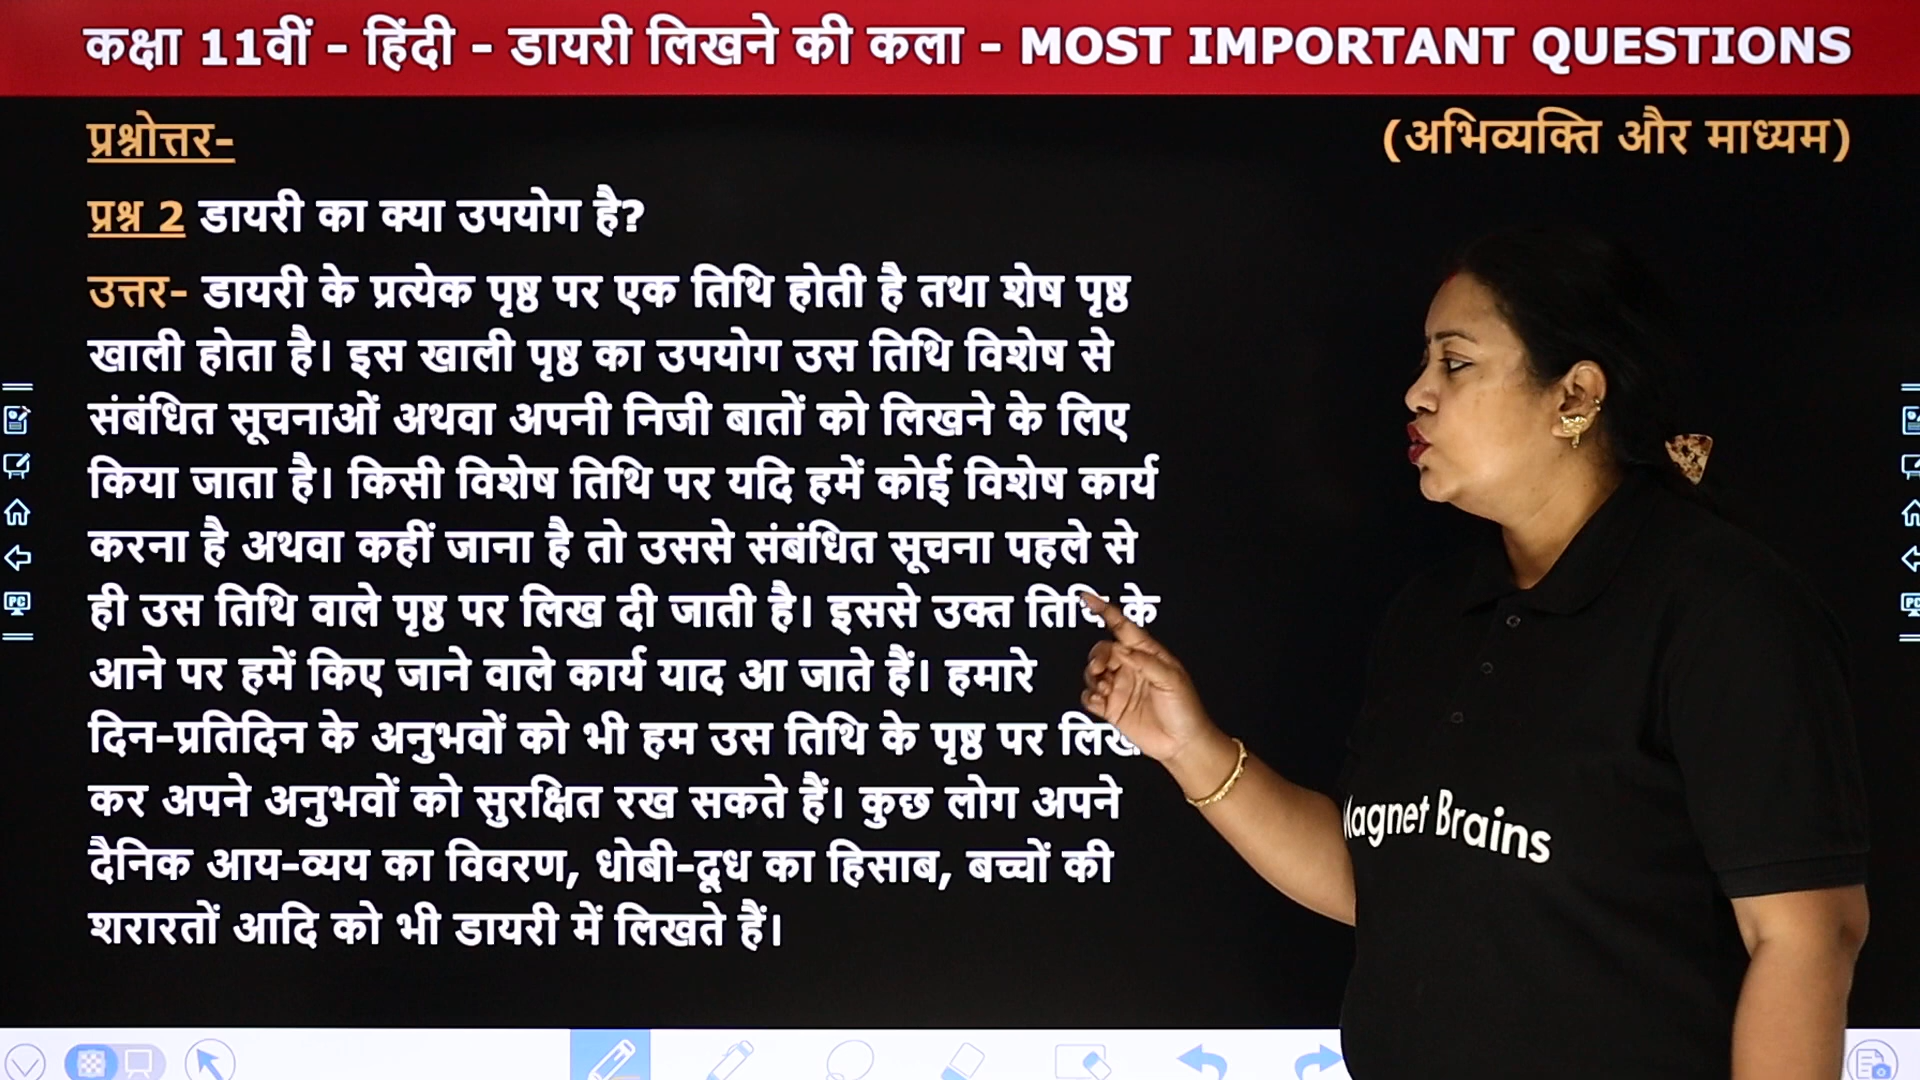 कक्षा 11वीं - हिंदी - डायरी लिखने की कला - MOST IMPORTANT QUESTIONS
प्रश्नोत्तर-
(अभिव्यक्ति और माध्यम)
प्रश्न 2 डायरी का क्या उपयोग है?
उत्तर- डायरी के प्रत्येक पृष्ठ पर एक तिथि होती है तथा शेष पृष्ठ
खाली होता है। इस खाली पृष्ठ का उपयोग उस तिथि विशेष से
संबंधित सूचनाओं अथवा अपनी निजी बातों को लिखने के लिए
किया जाता है। किसी विशेष तिथि पर यदि हमें कोई विशेष कार्य
करना है अथवा कहीं जाना है तो उससे संबंधित सूचना पहले से
ही उस तिथि वाले पृष्ठ पर लिख दी जाती है। इससे उक्त तिथि के
आने पर हमें किए जाने वाले कार्य याद आ जाते हैं। हमारे
दिन-प्रतिदिन के अनुभवों को भी हम उस तिथि के पृष्ठ पर लिख
कर अपने अनुभवों को सुरक्षित रख सकते हैं। कुछ लोग अपने
दैनिक आय-व्यय का विवरण, धोबी-दूध का हिसाब, बच्चों की
शरारतों आदि को भी डायरी में लिखते हैं।
Magnet Brains
PC